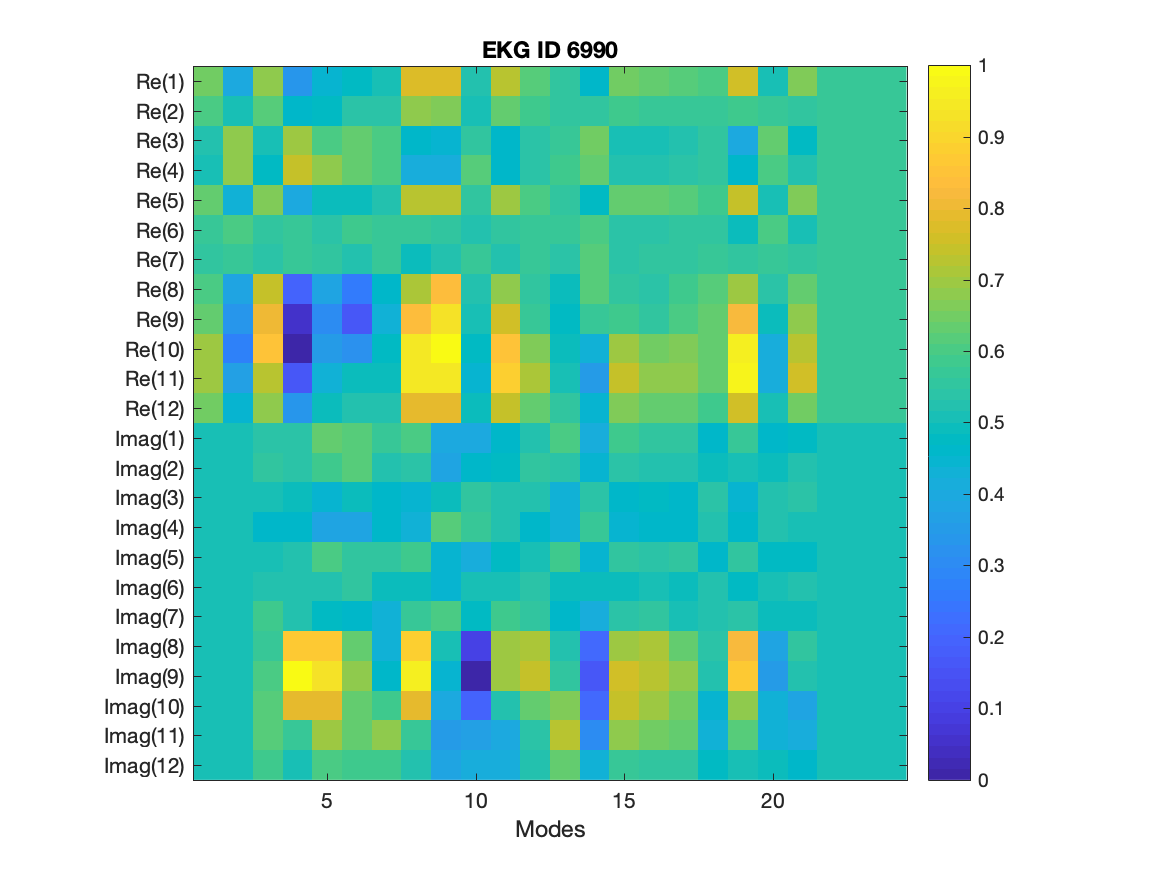 EKG ID 6990
Re(1)
Re(2)
Re(3)
Re(4)
Re(5)
Re(6)
Re(7)
Re(8)
Re(9)
Re(10)
Re(11)
Re(12)
Imag(1)
Imag(2)
Imag(3)
Imag(4)
Imag(5)
Imag(6)
Imag(7)
Imag(8)
Imag(9)
Imag(10)
Imag(11)
Imag(12)
5 10 15 20
Modes
1
0.9
0.8
0.7
0.6
0.5
0.4
0.3
0.2
0.1
0